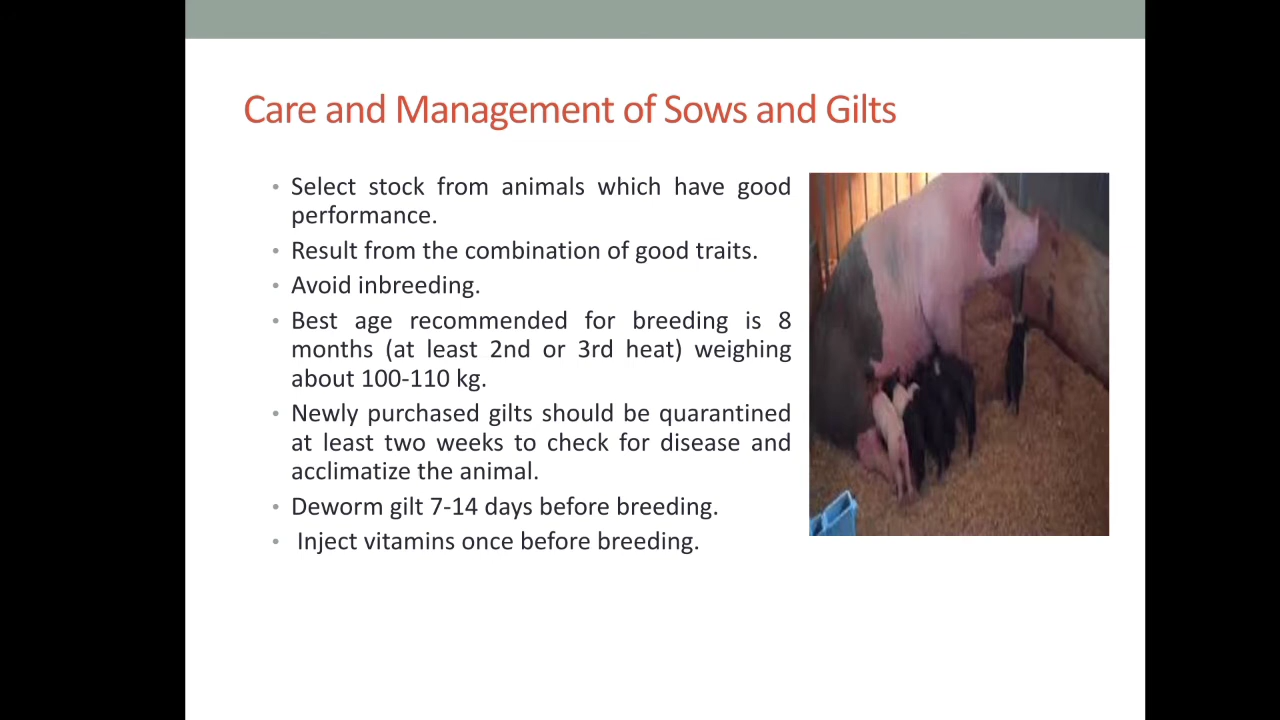 Care and Management of Sows and Gilts
• Select stock from animals which have good
performance.
• Result from the combination of good traits.
• Avoid inbreeding.
• Best age recommended for breeding is 8
months (at least 2nd or 3rd heat) weighing
about 100-110 kg.
• Newly purchased gilts should be quarantined
at least two weeks to check for disease and
acclimatize the animal.
• Deworm gilt 7-14 days before breeding.
• Inject vitamins once before breeding.